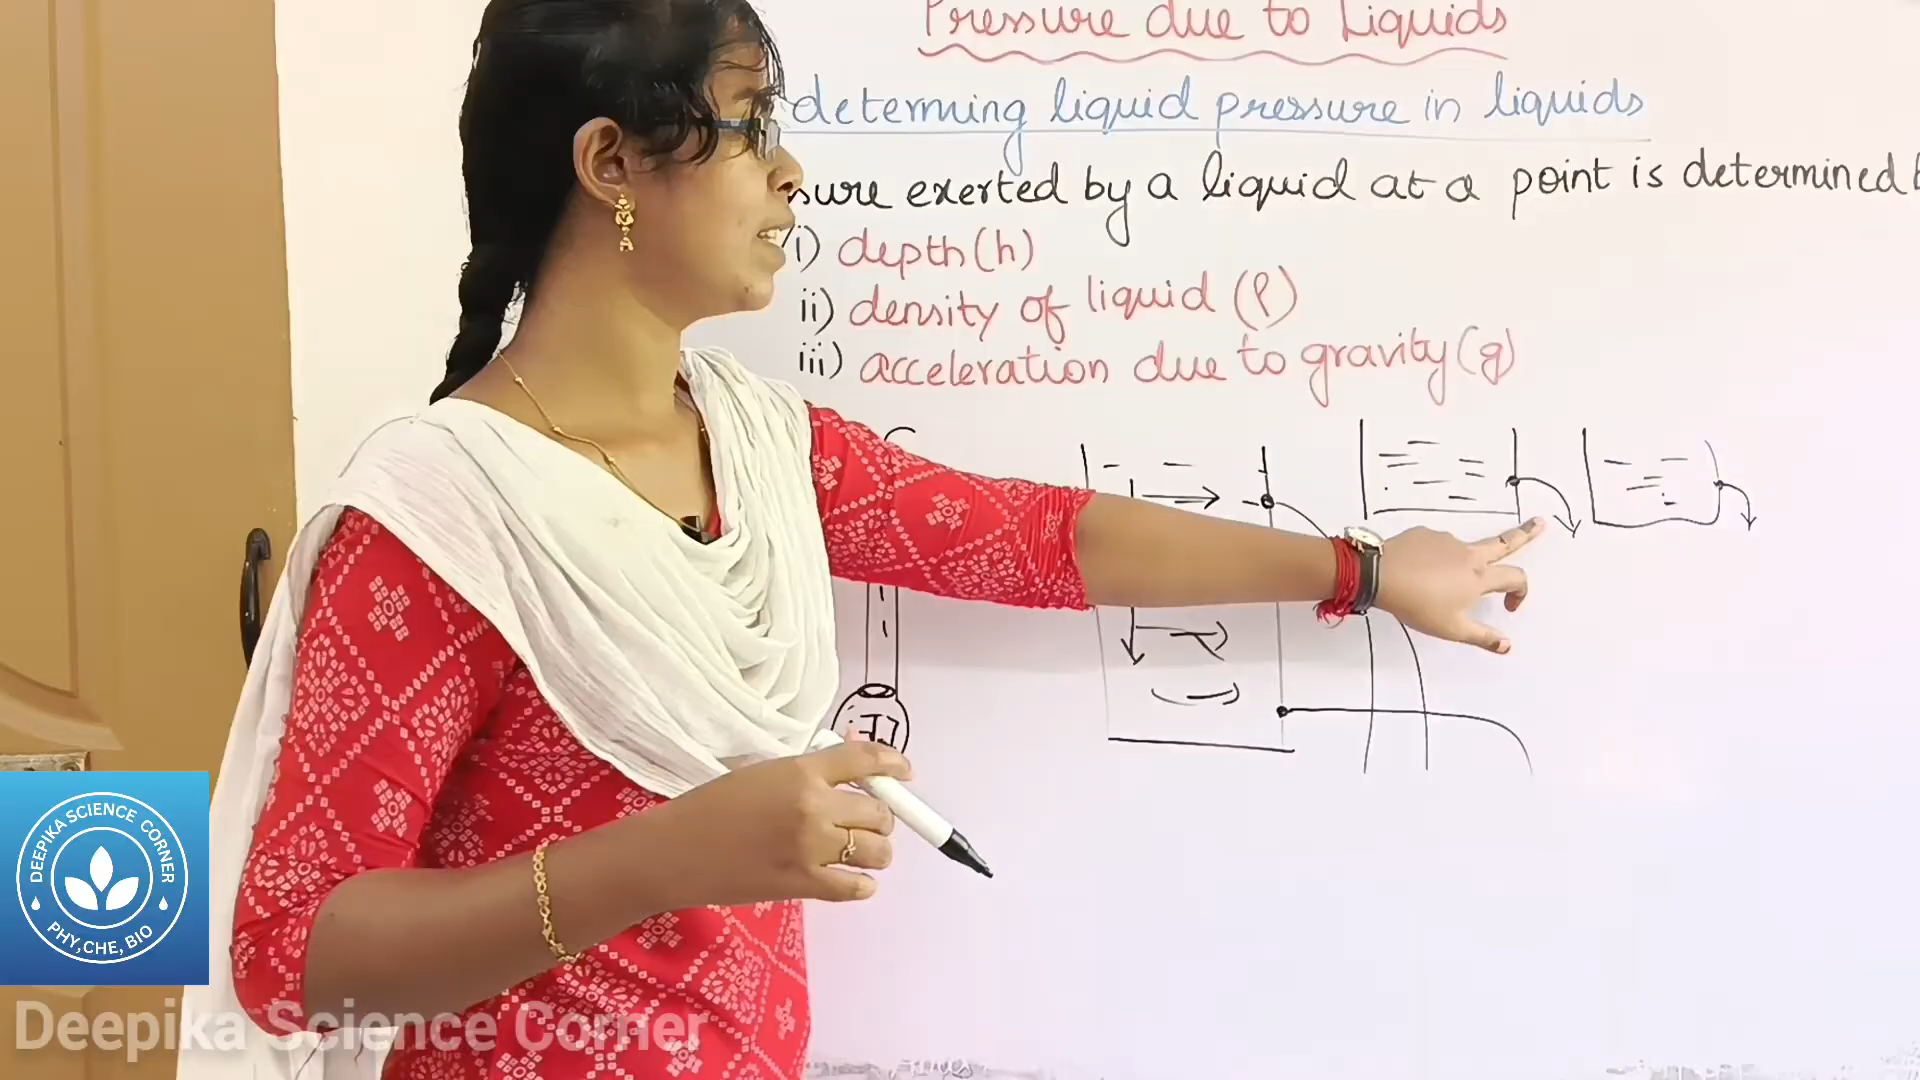 Pressure due to Liquids
determing liquid pressure in liquids
sure exerted by a liquid at a point is determined
i) depth (h)
ii) density of liquid (ρ)
iii) acceleration due to gravity (g)
DEEPIKA SCIENCE CORNER
PHY,CHE, BIO
Deepika Science Corner